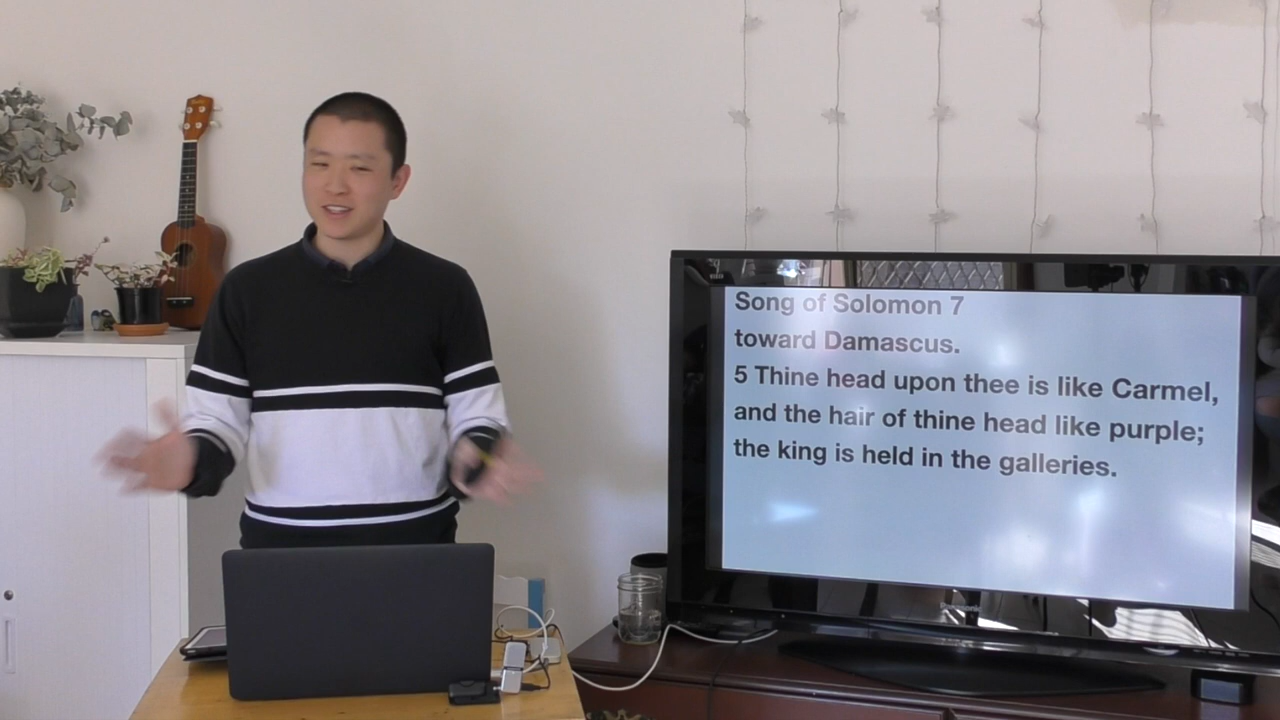 Song of Solomon 7
toward Damascus.
5 Thine head upon thee is like Carmel,
and the hair of thine head like purple;
the king is held in the galleries.
Panasonic